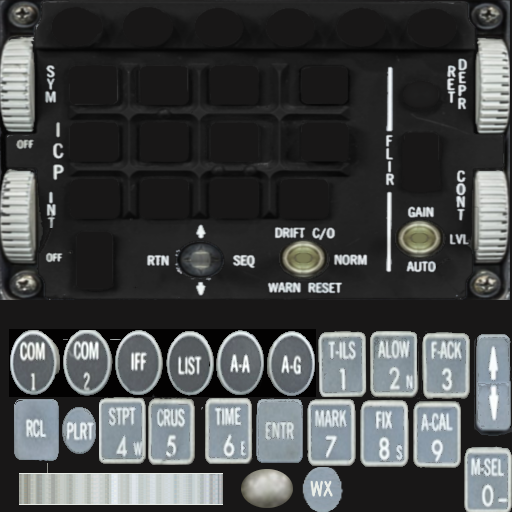 SYM
RET
DEPR
OFF
ICP
FLIR
INT
CONT
GAIN
LVL
AUTO
DRIFT C/O
NORM
WARN RESET
RTN
SEQ
OFF
COM
1
COM
2
IFF
LIST
A-A
A-G
T-ILS
1
ALOW
2 N
F-ACK
3
RCL
PLRT
STPT
4 W
CRUS
5
TIME
6 E
ENTR
MARK
7
FIX
8 S
A-CAL
9
M-SEL
0 -
WX